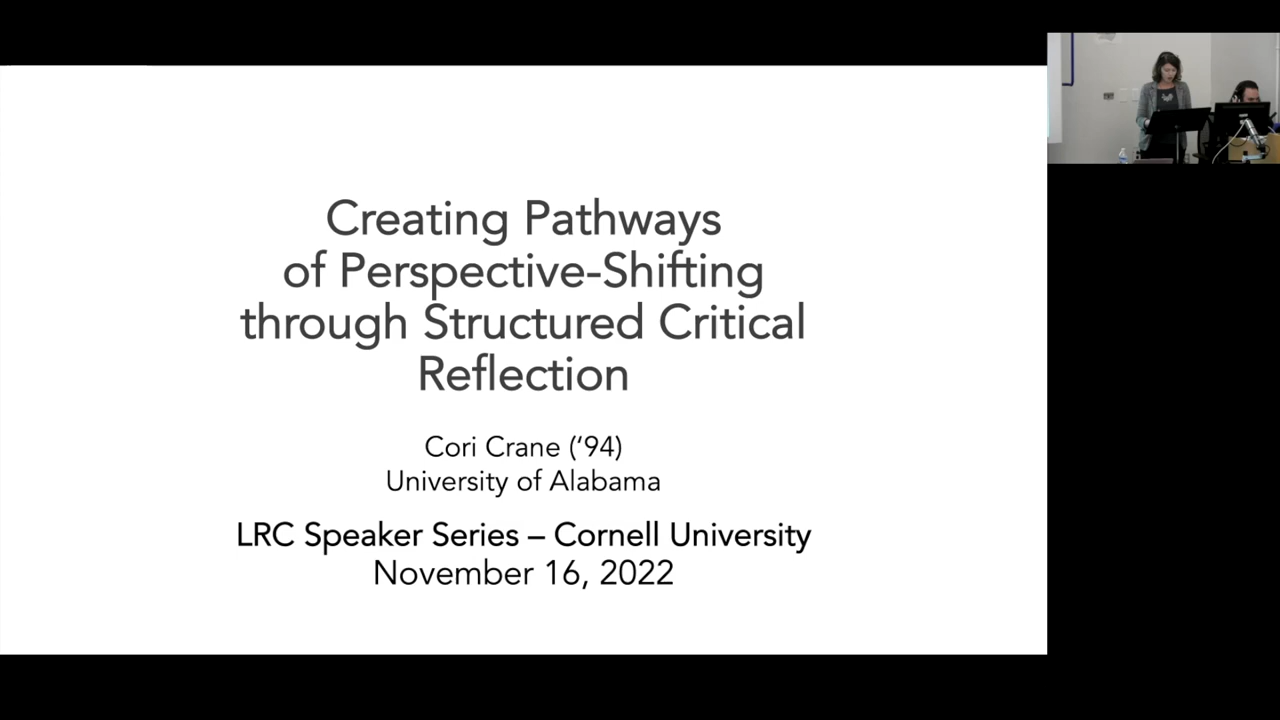 Creating Pathways
of Perspective-Shifting
through Structured Critical
Reflection
Cori Crane (‘94)
University of Alabama
LRC Speaker Series – Cornell University
November 16, 2022